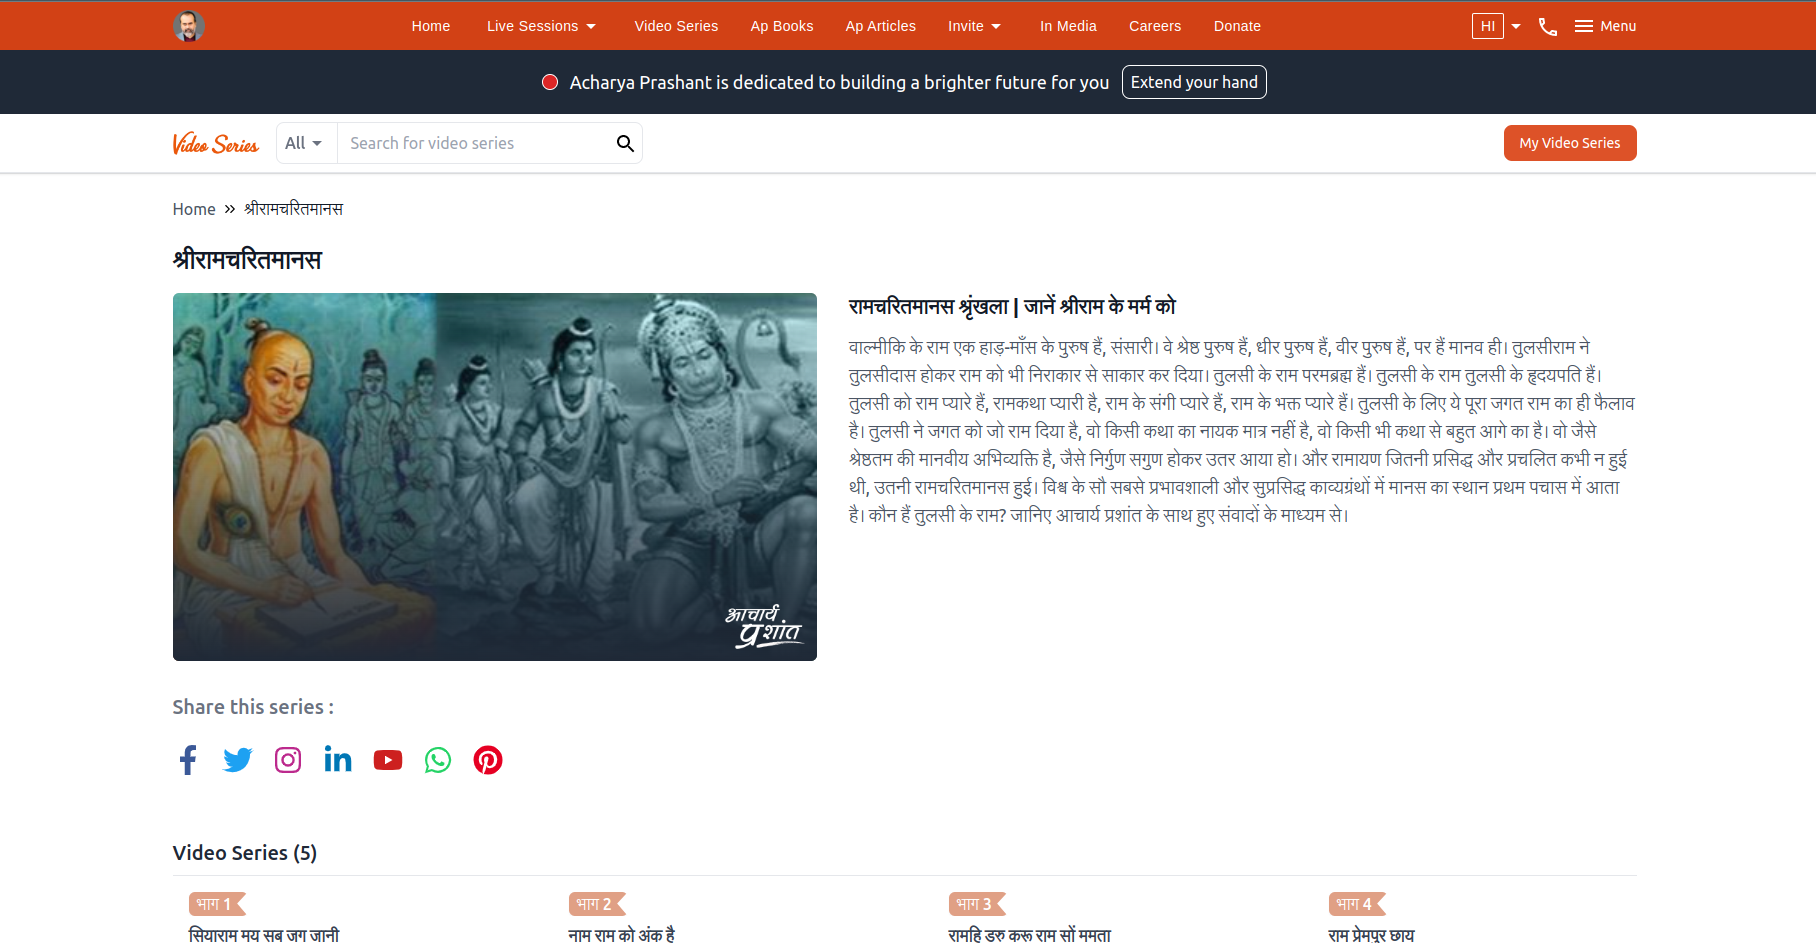 Home
Live Sessions
Video Series
Ap Books
Ap Articles
Invite
In Media
Careers
Donate
HI
Menu
Acharya Prashant is dedicated to building a brighter future for you
Extend your hand
Video Series
All
Search for video series
My Video Series
Home » श्रीरामचरितमानस
श्रीरामचरितमानस
आचार्य
प्रशांत
रामचरितमानस श्रृंखला | जानें श्रीराम के मर्म को
वाल्मीकि के राम एक हाड़-माँस के पुरुष हैं, संसारी। वे श्रेष्ठ पुरुष हैं, धीर पुरुष हैं, वीर पुरुष हैं, पर हैं मानव ही। तुलसीराम ने
तुलसीदास होकर राम को भी निराकार से साकार कर दिया। तुलसी के राम परमब्रह्म हैं। तुलसी के राम तुलसी के हृदयपति हैं।
तुलसी को राम प्यारे हैं, रामकथा प्यारी है, राम के संगी प्यारे हैं, राम के भक्त प्यारे हैं। तुलसी के लिए ये पूरा जगत राम का ही फैलाव
है। तुलसी ने जगत को जो राम दिया है, वो किसी कथा का नायक मात्र नहीं है, वो किसी भी कथा से बहुत आगे का है। वो जैसे
श्रेष्ठतम की मानवीय अभिव्यक्ति है, जैसे निर्गुण सगुण होकर उतर आया हो। और रामायण जितनी प्रसिद्ध और प्रचलित कभी न हुई
थी, उतनी रामचरितमानस हुई। विश्व के सौ सबसे प्रभावशाली और सुप्रसिद्ध काव्यग्रंथों में मानस का स्थान प्रथम पचास में आता
है। कौन हैं तुलसी के राम? जानिए आचार्य प्रशांत के साथ हुए संवादों के माध्यम से।
Share this series :
Video Series (5)
भाग 1
सियाराम मय सब जग जानी
भाग 2
नाम राम को अंक है
भाग 3
रामहि डरु करू राम सों ममता
भाग 4
राम प्रेमपुर छाय